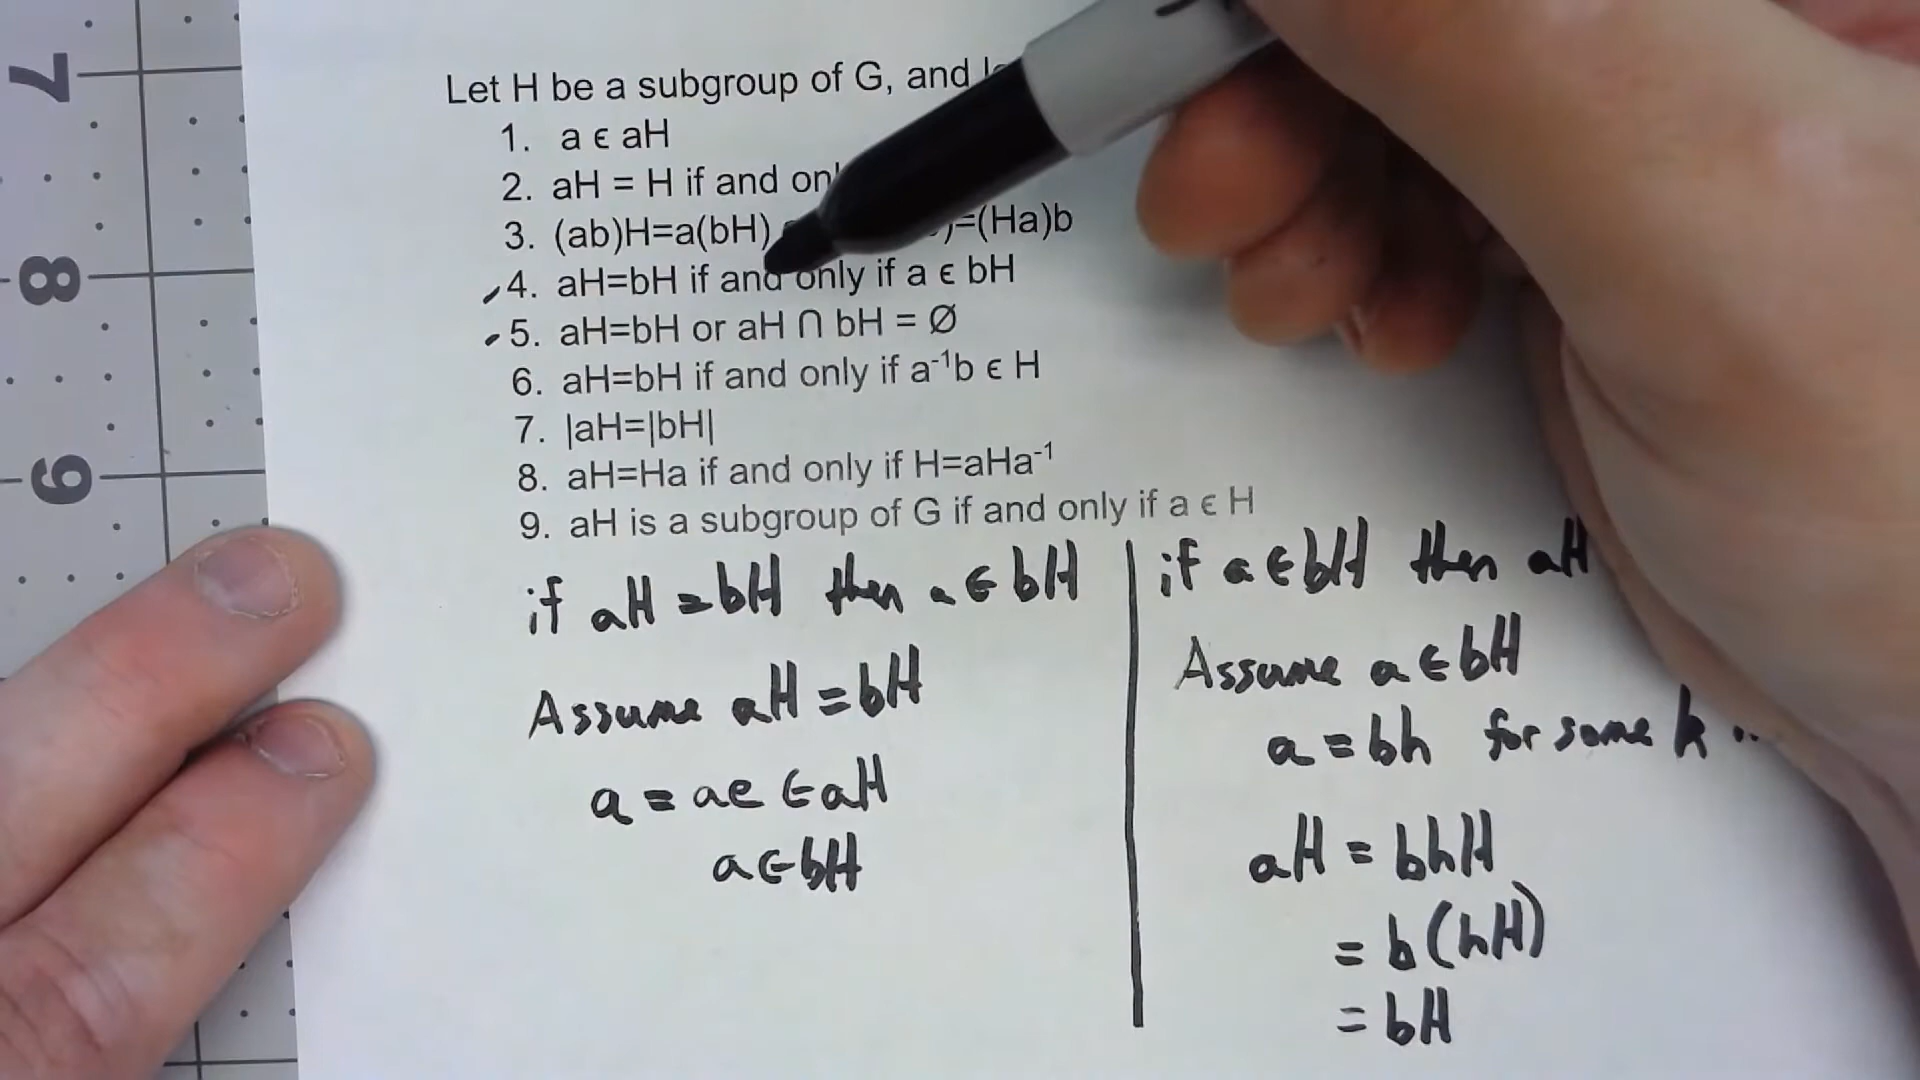 7
8
9
Let H be a subgroup of G, and
1. a ϵ aH
2. aH = H if and
3. (ab)H=a(bH) )=(Ha)b
4. aH=bH if and only if a ϵ bH
5. aH=bH or aH ∩ bH = Ø
6. aH=bH if and only if a⁻¹b ϵ H
7. |aH=|bH|
8. aH=Ha if and only if H=aHa⁻¹
9. aH is a subgroup of G if and only if a ϵ H
if aH = bH then a ∈ bH
Assume aH = bH
a = ae ∈ aH
a ∈ bH
if a ∈ bH then aH
Assume a ∈ bH
a = bh for some h
aH = bhH
= b(hH)
= bH